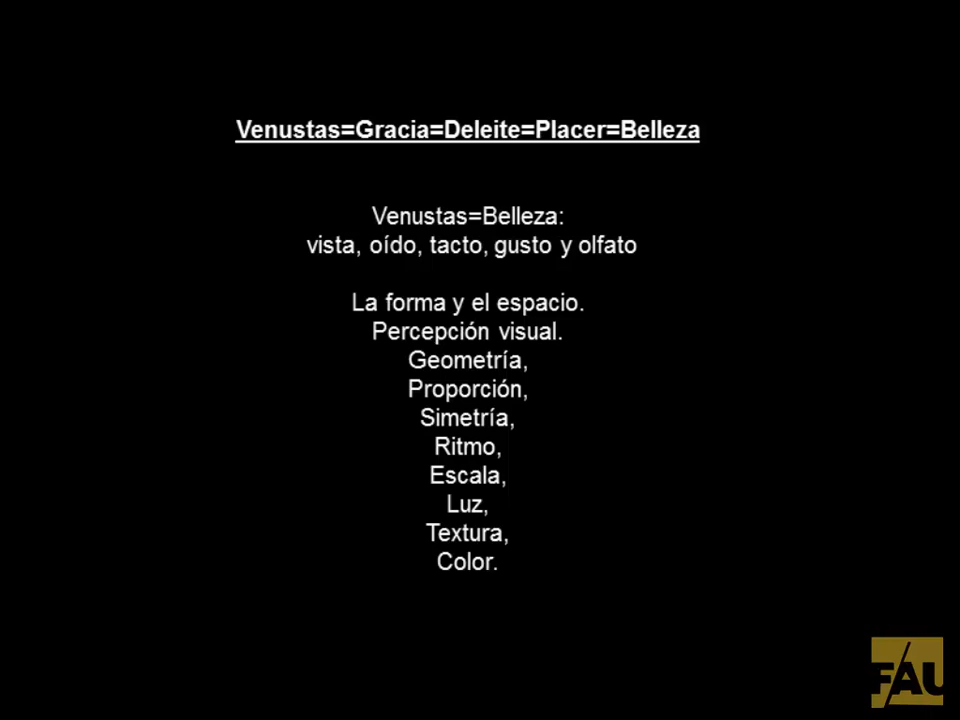 Venustas=Gracia=Deleite=Placer=Belleza
Venustas=Belleza:
vista, oído, tacto, gusto y olfato
La forma y el espacio.
Percepción visual.
Geometría,
Proporción,
Simetría,
Ritmo,
Escala,
Luz,
Textura,
Color.
FAU